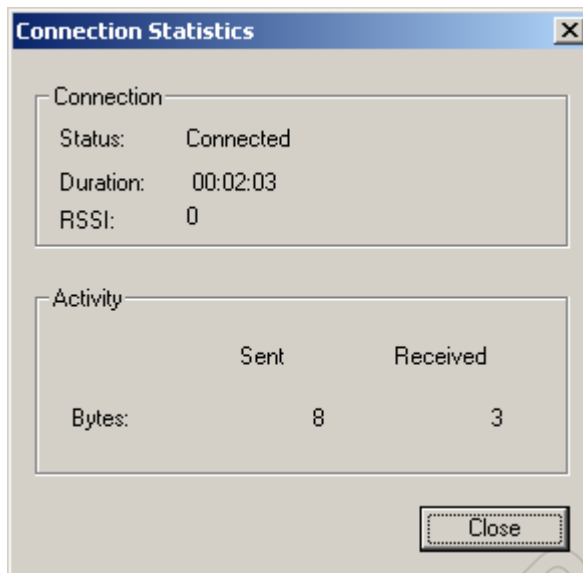 Connection Statistics
Connection
Status: Connected
Duration: 00:02:03
RSSI: 0
Activity
Sent Received
Bytes: 8 3
Close